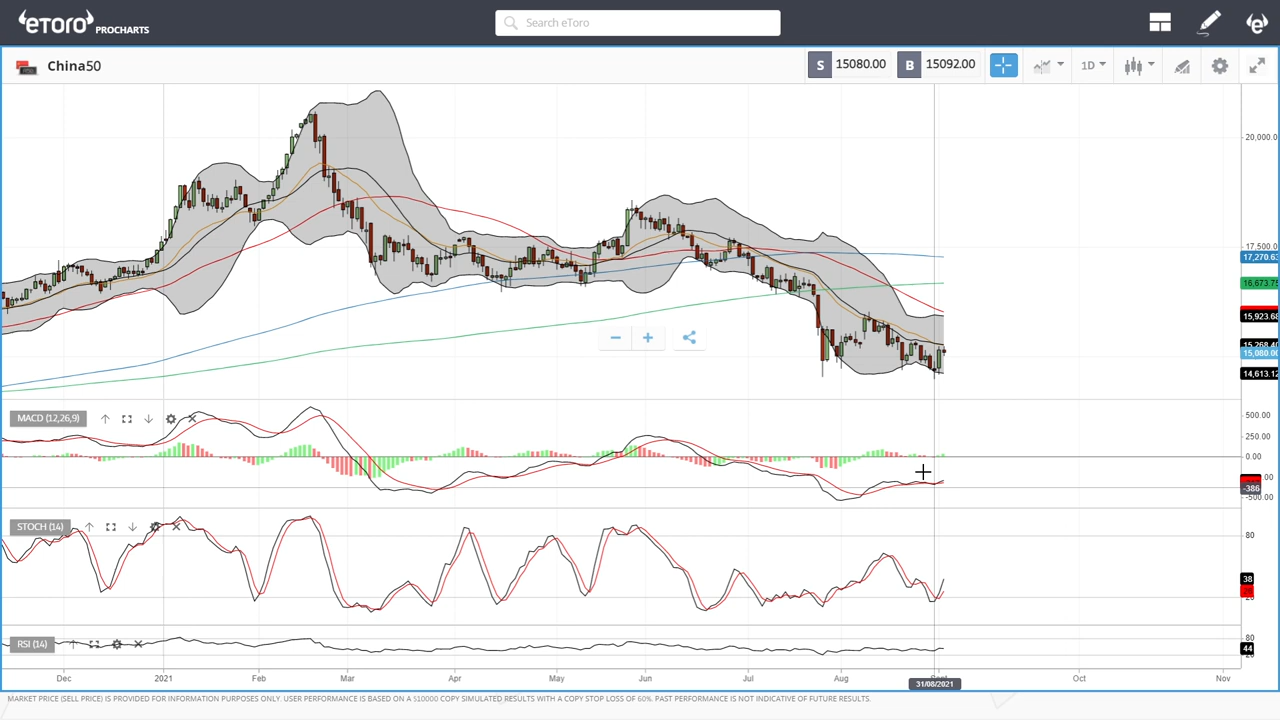 eToro PROCHARTS
Search eToro
China50
S 15080.00 B 15092.00
1D
20,000.0
17,500.0
17,270.63
16,673.75
15,923.68
15,268.40
15,080.00
14,613.12
MACD (12,26,9)
500.00
250.00
0.00
-386
-500.00
STOCH (14)
80
38
RSI (14)
80
44
Dec 2021 Feb Mar Apr May Jun Jul Aug Sept Oct Nov
31/08/2021
MARKET PRICE (SELL PRICE) IS PROVIDED FOR INFORMATION PURPOSES ONLY. USER PERFORMANCE IS BASED ON A $10000 COPY SIMULATED RESULTS WITH A COPY STOP LOSS OF 60%. PAST PERFORMANCE IS NOT INDICATIVE OF FUTURE RESULTS.